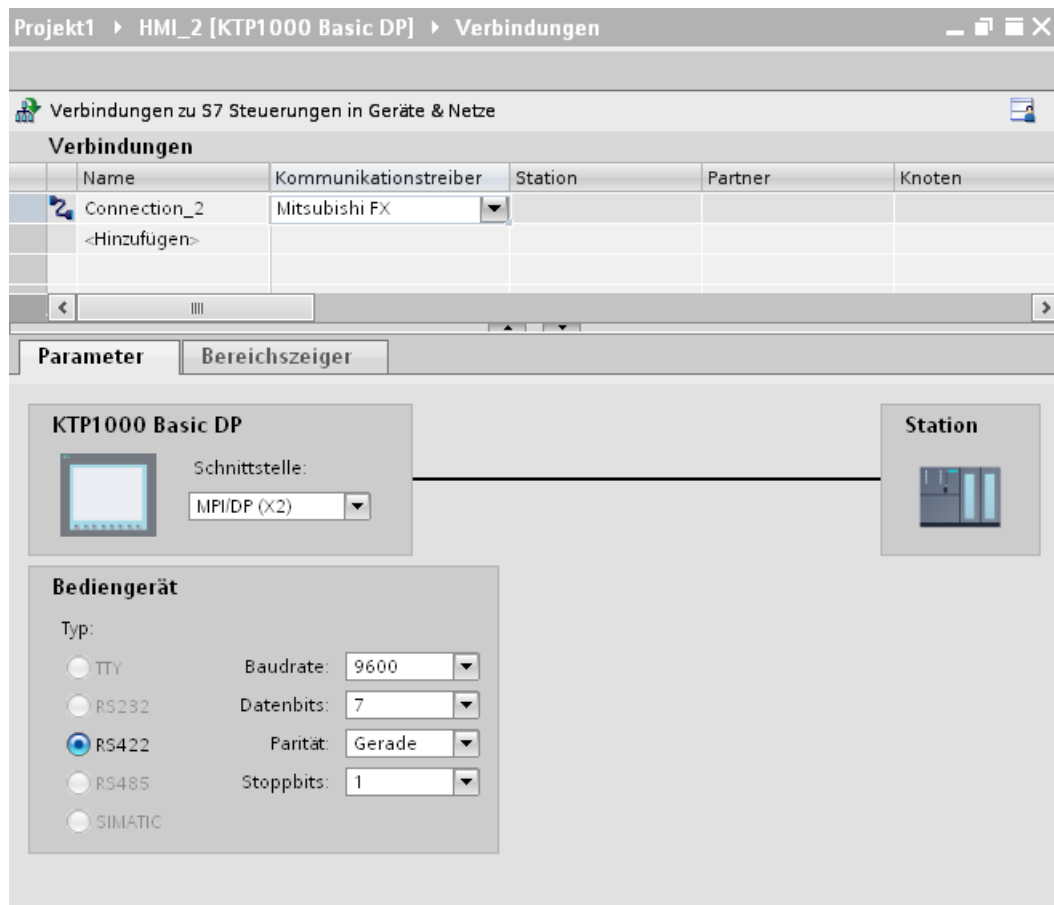 Projekt1 ▸ HMI_2 [KTP1000 Basic DP] ▸ Verbindungen
Verbindungen zu S7 Steuerungen in Geräte & Netze
Verbindungen
Name Kommunikationstreiber Station Partner Knoten
Connection_2 Mitsubishi FX
<Hinzufügen>
Parameter Bereichszeiger
KTP1000 Basic DP
Station
Schnittstelle:
MPI/DP (X2)
Bediengerät
Typ:
TTY Baudrate: 9600
RS232 Datenbits: 7
RS422 Parität: Gerade
RS485 Stoppbits: 1
SIMATIC